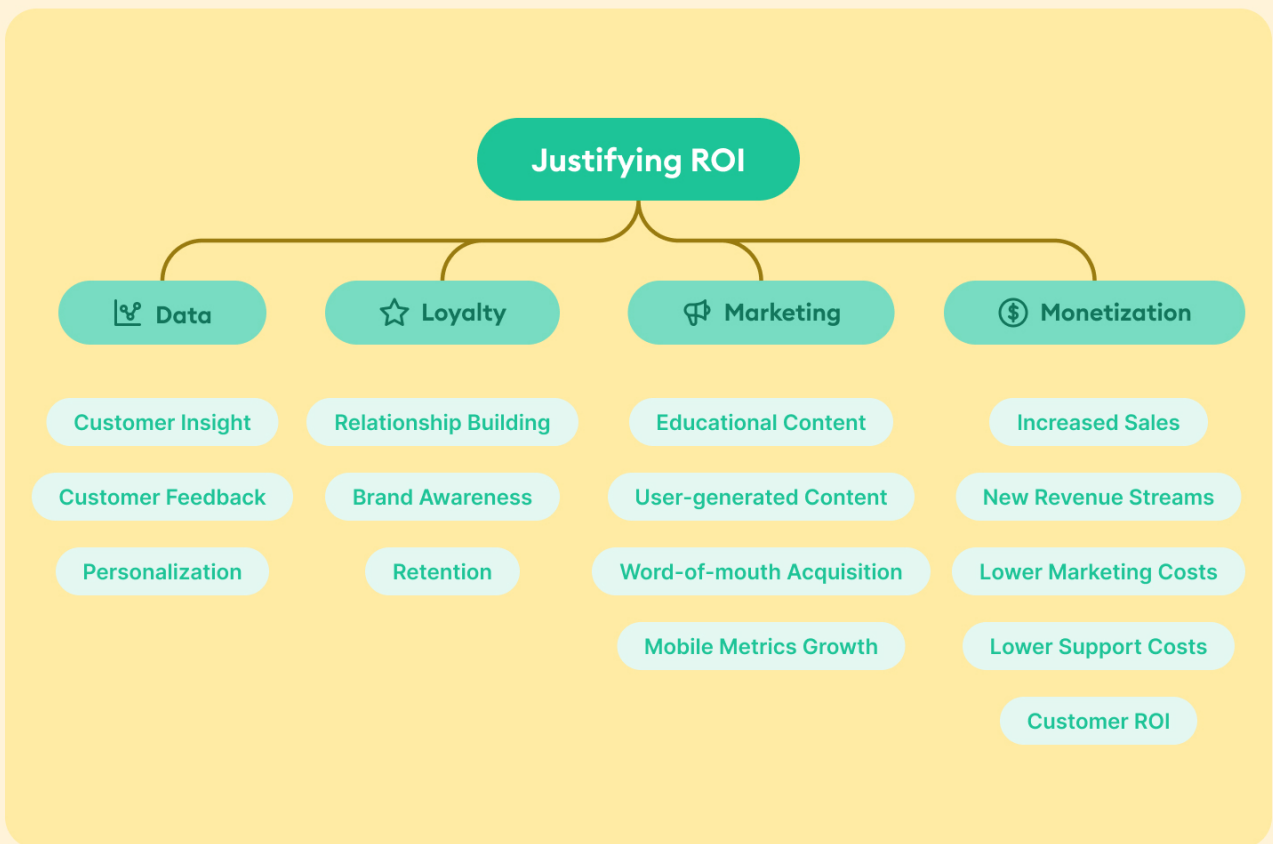 Justifying ROI
Data
Loyalty
Marketing
Monetization
Customer Insight
Customer Feedback
Personalization
Relationship Building
Brand Awareness
Retention
Educational Content
User-generated Content
Word-of-mouth Acquisition
Mobile Metrics Growth
Increased Sales
New Revenue Streams
Lower Marketing Costs
Lower Support Costs
Customer ROI